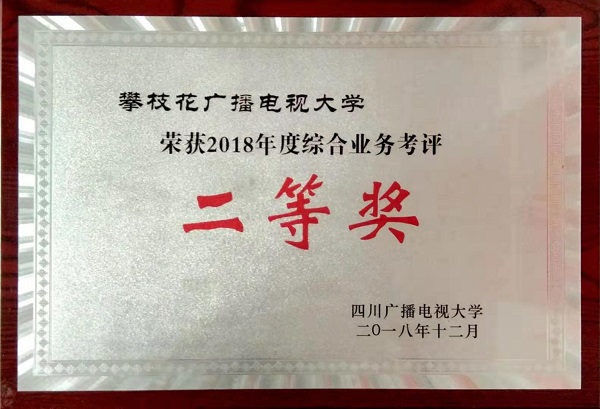 攀枝花广播电视大学
荣获2018年度综合业务考评
二等奖
四川广播电视大学
二〇一八年十二月